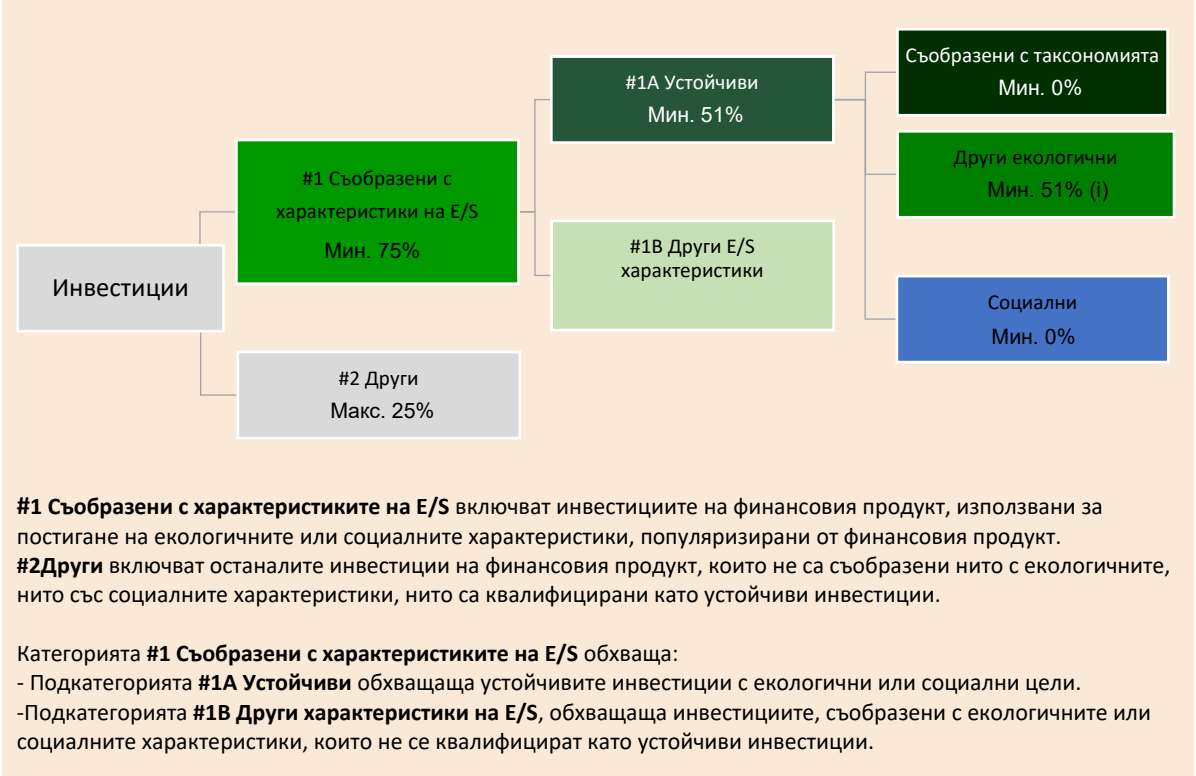 Съобразени с таксономията
Мин. 0%
#1A Устойчиви
Мин. 51%
Други екологични
Мин. 51% (i)
#1 Съобразени с
характеристики на E/S
Мин. 75%
#1B Други E/S
характеристики
Инвестиции
Социални
Мин. 0%
#2 Други
Макс. 25%
#1 Съобразени с характеристиките на E/S включват инвестициите на финансовия продукт, използвани за
постигане на екологичните или социалните характеристики, популяризирани от финансовия продукт.
#2Други включват останалите инвестиции на финансовия продукт, които не са съобразени нито с екологичните,
нито със социалните характеристики, нито са квалифицирани като устойчиви инвестиции.
Категорията #1 Съобразени с характеристиките на E/S обхваща:
- Подкатегорията #1A Устойчиви обхващаща устойчивите инвестиции с екологични или социални цели.
-Подкатегорията #1B Други характеристики на E/S, обхващаща инвестициите, съобразени с екологичните или
социалните характеристики, които не се квалифицират като устойчиви инвестиции.